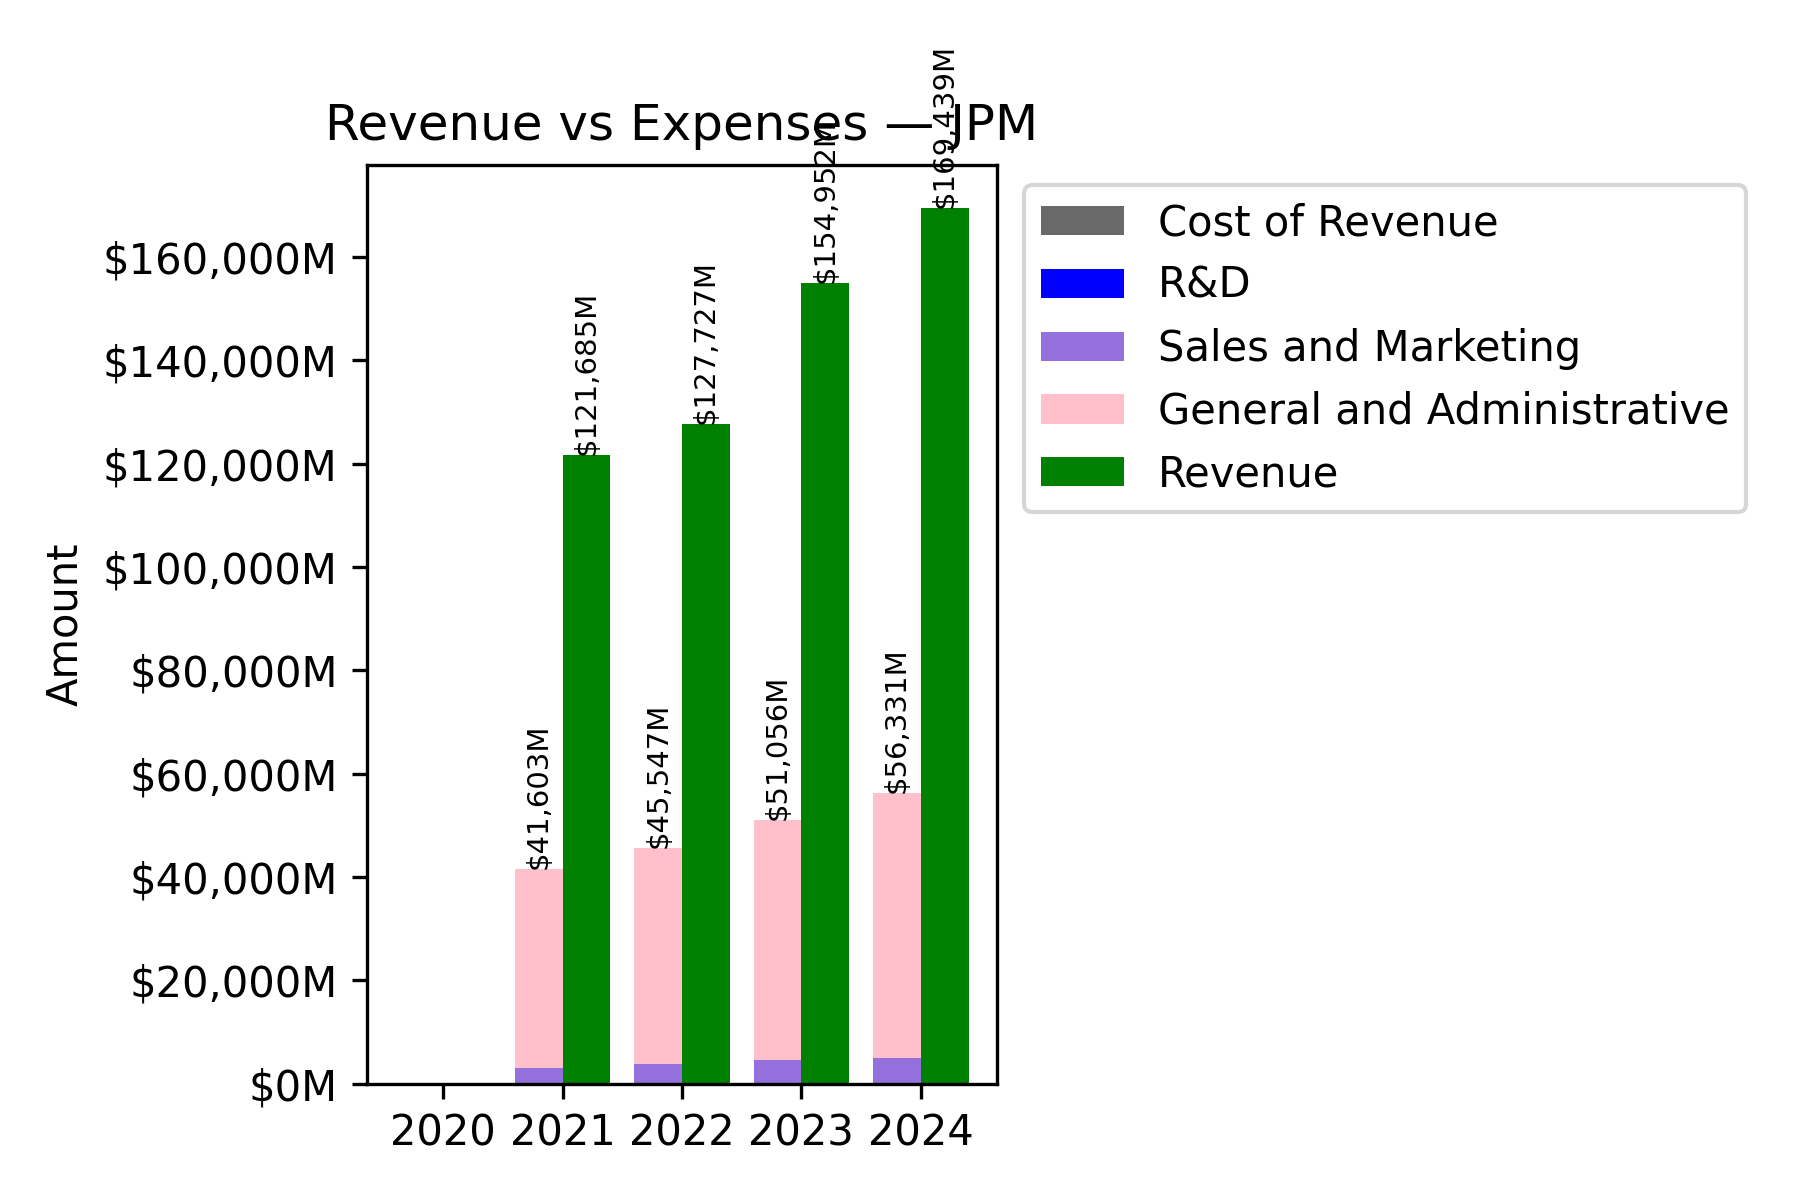 Revenue vs Expenses — JPM
Amount
$160,000M
$140,000M
$120,000M
$100,000M
$80,000M
$60,000M
$40,000M
$20,000M
$0M
$41,603M
$121,685M
$45,547M
$127,727M
$51,056M
$154,952M
$56,331M
$169,439M
2020 2021 2022 2023 2024
Cost of Revenue
R&D
Sales and Marketing
General and Administrative
Revenue